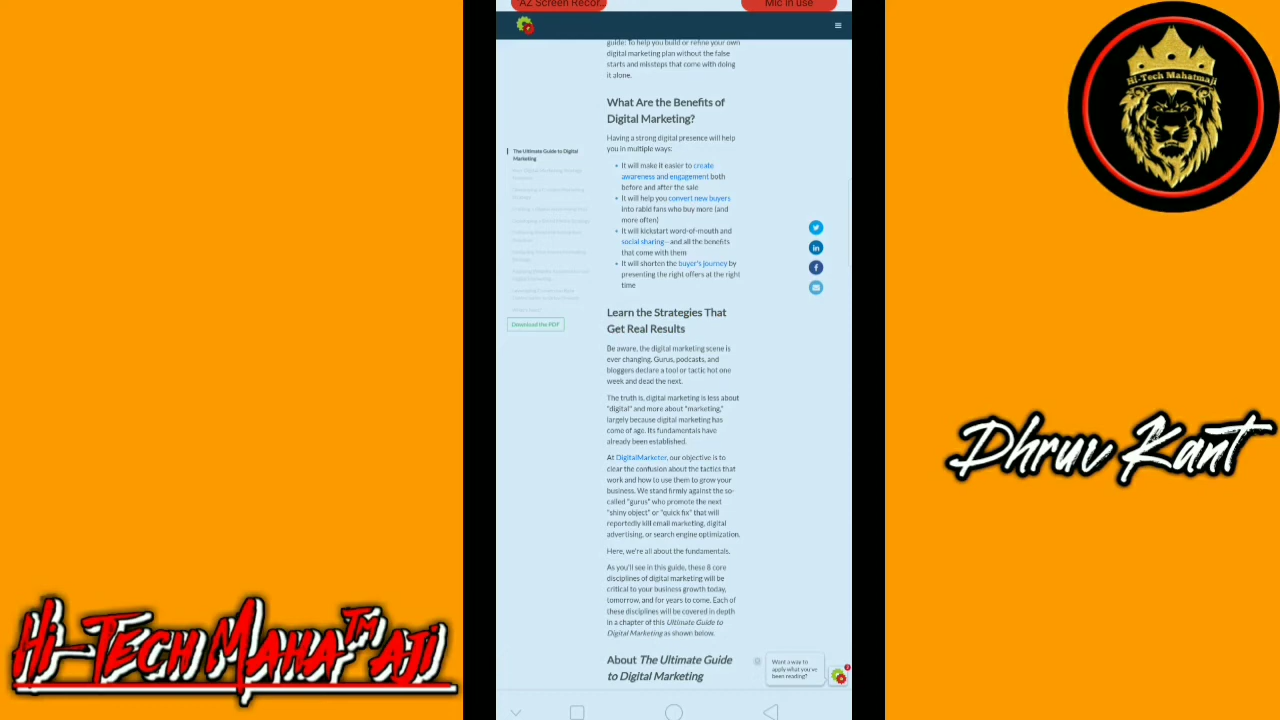 AZ Screen Recor...
Mic in use
guide: To help you build or refine your own
digital marketing plan without the false
starts and missteps that come with doing
it alone.
What Are the Benefits of
Digital Marketing?
Having a strong digital presence will help
you in multiple ways:
• It will make it easier to create
awareness and engagement both
before and after the sale
• It will help you convert new buyers
into rabid fans who buy more (and
more often)
• It will kickstart word-of-mouth and
social sharing—and all the benefits
that come with them
• It will shorten the buyer's journey by
presenting the right offers at the right
time
The Ultimate Guide to Digital
Marketing
Download the PDF
Learn the Strategies That
Get Real Results
Be aware, the digital marketing scene is
ever changing. Gurus, podcasts, and
bloggers declare a tool or tactic hot one
week and dead the next.
The truth is, digital marketing is less about
"digital" and more about "marketing,"
largely because digital marketing has
come of age. Its fundamentals have
already been established.
At DigitalMarketer, our objective is to
clear the confusion about the tactics that
work and how to use them to grow your
business. We stand firmly against the so-
called "gurus" who promote the next
"shiny object" or "quick fix" that will
reportedly kill email marketing, digital
advertising, or search engine optimization.
Here, we're all about the fundamentals.
As you'll see in this guide, these 8 core
disciplines of digital marketing will be
critical to your business growth today,
tomorrow, and for years to come. Each of
these disciplines will be covered in depth
in a chapter of this Ultimate Guide to
Digital Marketing as shown below.
About The Ultimate Guide
to Digital Marketing
Want a way to
apply what you've
been reading?
Hi-Tech Mahatmaji
Dhruv Kant
Hi-Tech Maha™aji